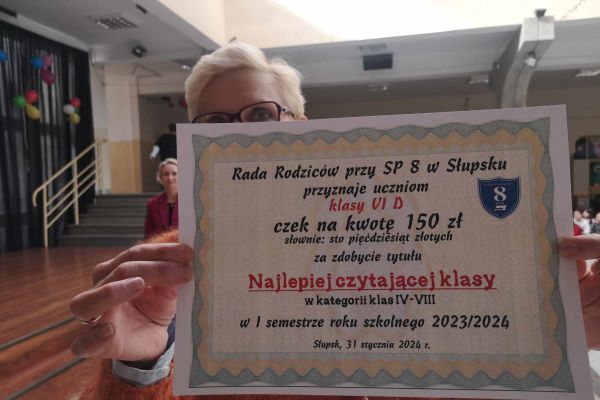 Rada Rodziców przy SP 8 w Słupsku
przyznaje uczniom
klasy VI D
czek na kwotę 150 zł
słownie: sto pięćdziesiąt złotych
za zdobycie tytułu
Najlepiej czytającej klasy
w kategorii klas IV-VIII
w I semestrze roku szkolnego 2023/2024
Słupsk, 31 stycznia 2024 r.
8